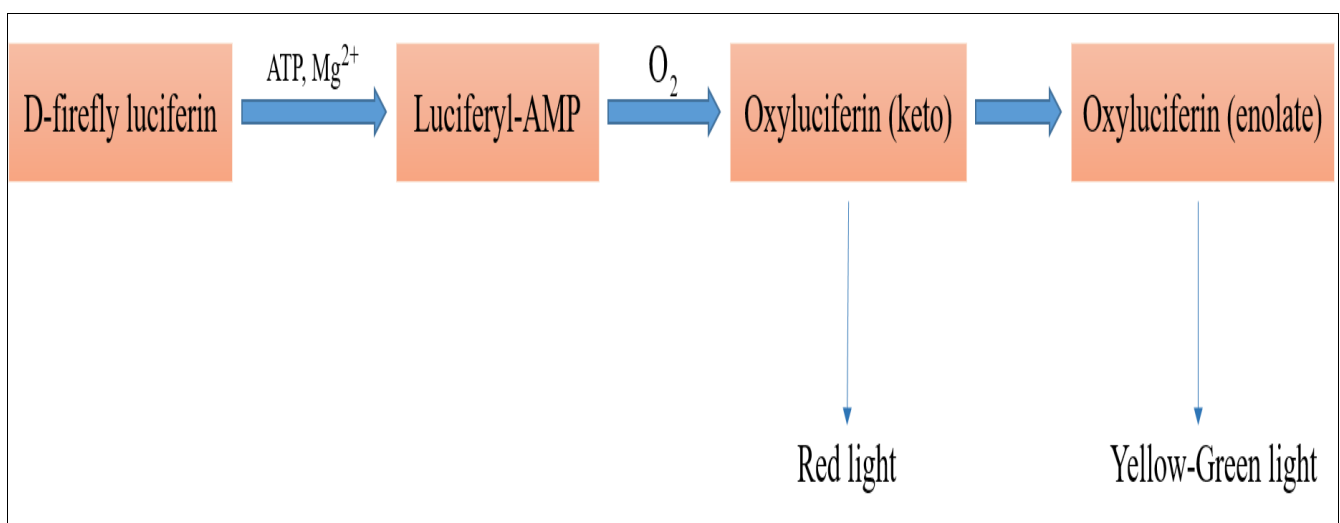 D-firefly luciferin
ATP, Mg²⁺
Luciferyl-AMP
O₂
Oxyluciferin (keto)
Oxyluciferin (enolate)
Red light
Yellow-Green light